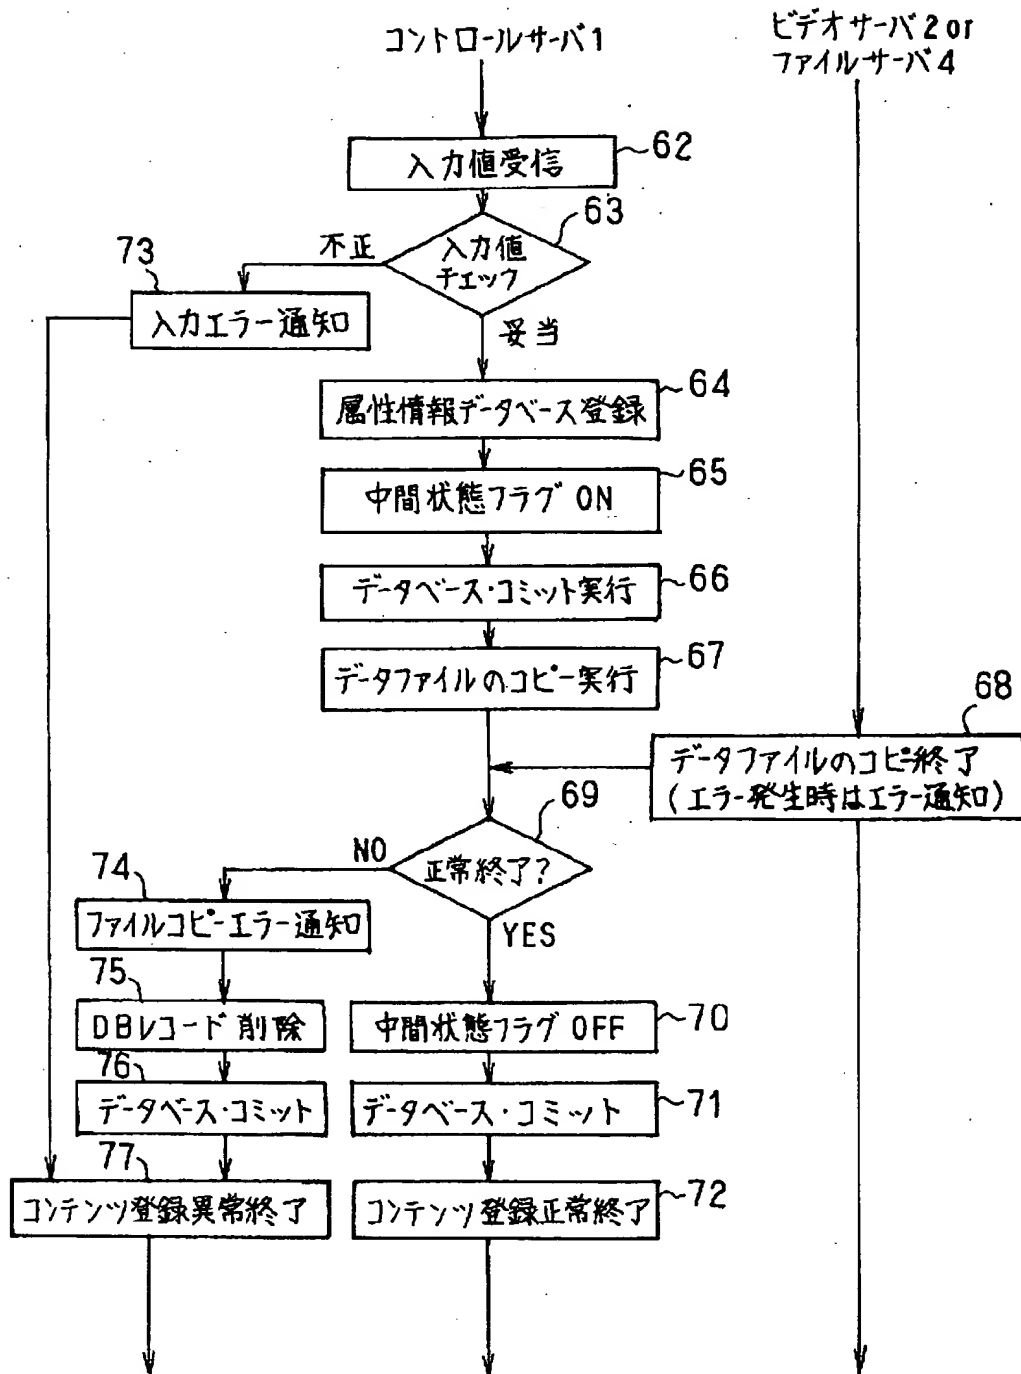 コントロールサーバ1
ビデオサーバ2or
ファイルサーバ4
入力値受信
62
入力値
チェック
63
不正
妥当
73
入力エラー通知
属性情報データベース登録
64
中間状態フラグON
65
データベース・コミット実行
66
データファイルのコピー実行
67
68
データファイルのコピー終了
(エラー発生時はエラー通知)
69
正常終了?
NO
YES
74
ファイルコピーエラー通知
75
DBレコード削除
中間状態フラグOFF
70
76
データベース・コミット
データベース・コミット
71
77
コンテンツ登録異常終了
コンテンツ登録正常終了
72